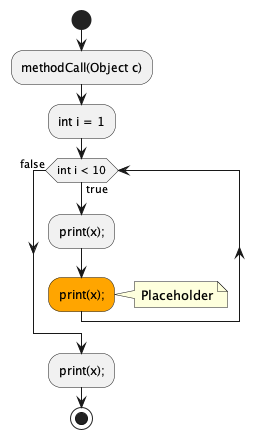 methodCall(Object c)
int i = 1
false
int i < 10
true
print(x);
print(x);
Placeholder
print(x);